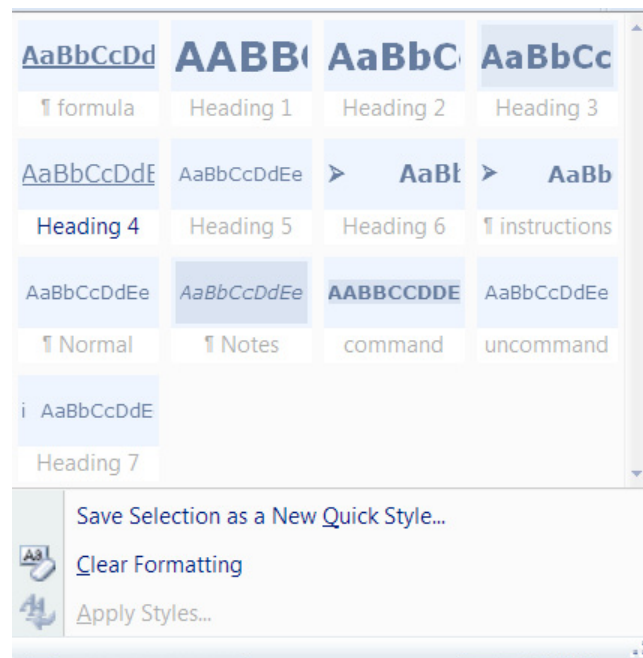 AaBbCcDd AABB( AaBbC AaBbCc
¶ formula Heading 1 Heading 2 Heading 3
AaBbCcDdE AaBbCcDdEe ➢ AaBb ➢ AaBb
Heading 4 Heading 5 Heading 6 ¶ instructions
AaBbCcDdEe AaBbCcDdEe AABBCCDDE AaBbCcDdEe
¶ Normal ¶ Notes command uncommand
i AaBbCcDdE
Heading 7
Save Selection as a New Quick Style...
Clear Formatting
Apply Styles...